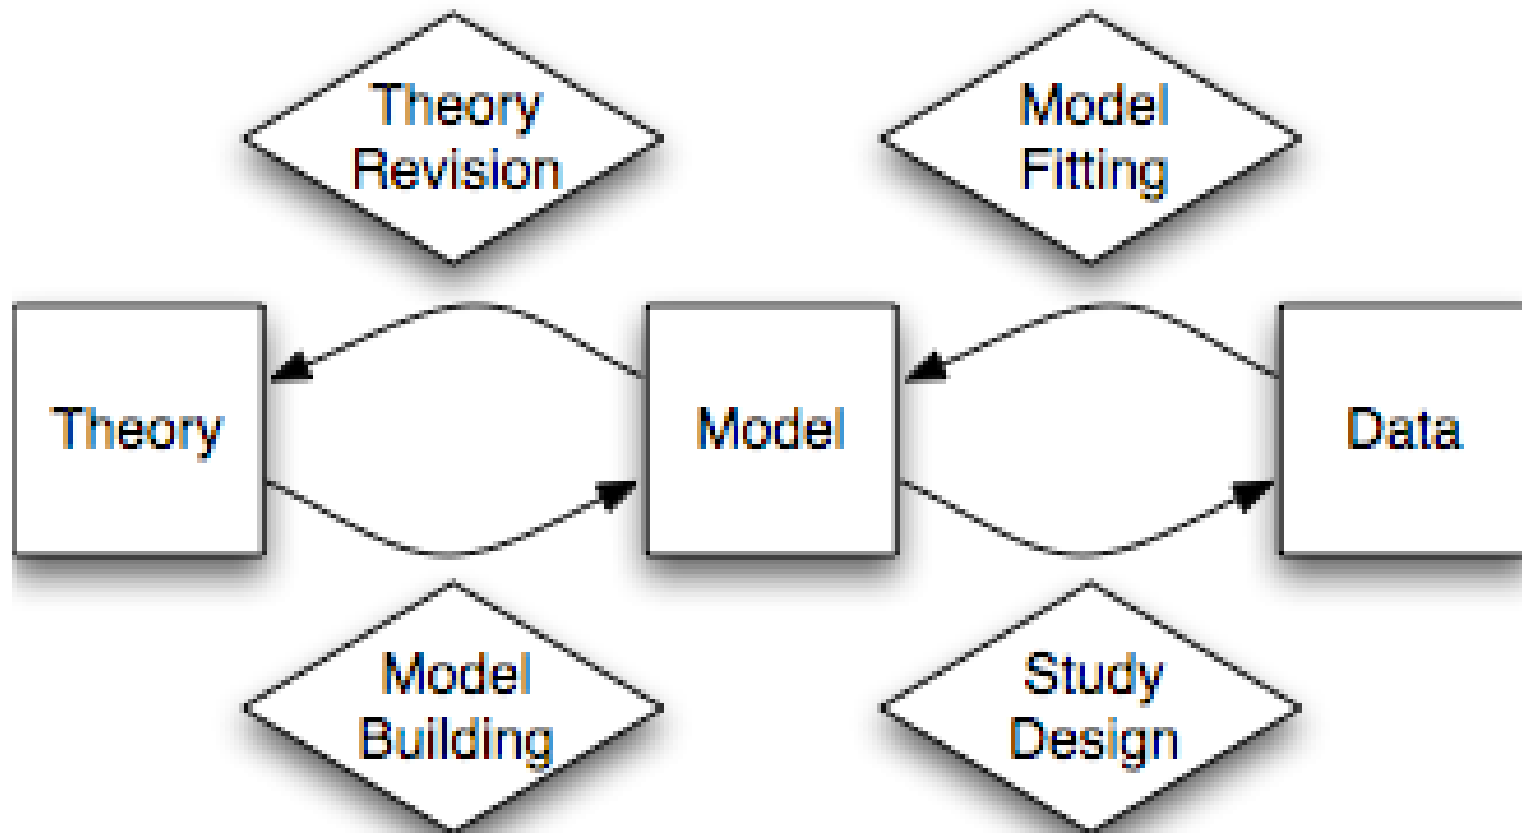 Theory
Revision
Model
Fitting
Theory
Model
Data
Model
Building
Study
Design